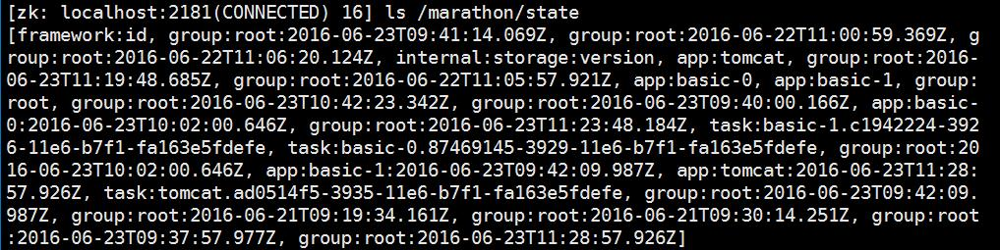 [zk: localhost:2181(CONNECTED) 16] ls /marathon/state
[framework:id, group:root:2016-06-23T09:41:14.069Z, group:root:2016-06-22T11:00:59.369Z, g
roup:root:2016-06-22T11:06:20.124Z, internal:storage:version, app:tomcat, group:root:2016-
06-23T11:19:48.685Z, group:root:2016-06-22T11:05:57.921Z, app:basic-0, app:basic-1, group:
root, group:root:2016-06-23T10:42:23.342Z, group:root:2016-06-23T09:40:00.166Z, app:basic-
0:2016-06-23T10:02:00.646Z, group:root:2016-06-23T11:23:48.184Z, task:basic-1.c1942224-392
6-11e6-b7f1-fa163e5fdefe, task:basic-0.87469145-3929-11e6-b7f1-fa163e5fdefe, group:root:20
16-06-23T10:02:00.646Z, app:basic-1:2016-06-23T09:42:09.987Z, app:tomcat:2016-06-23T11:28:
57.926Z, task:tomcat.ad0514f5-3935-11e6-b7f1-fa163e5fdefe, group:root:2016-06-23T09:42:09.
987Z, group:root:2016-06-21T09:19:34.161Z, group:root:2016-06-21T09:30:14.251Z, group:root
:2016-06-23T09:37:57.977Z, group:root:2016-06-23T11:28:57.926Z]